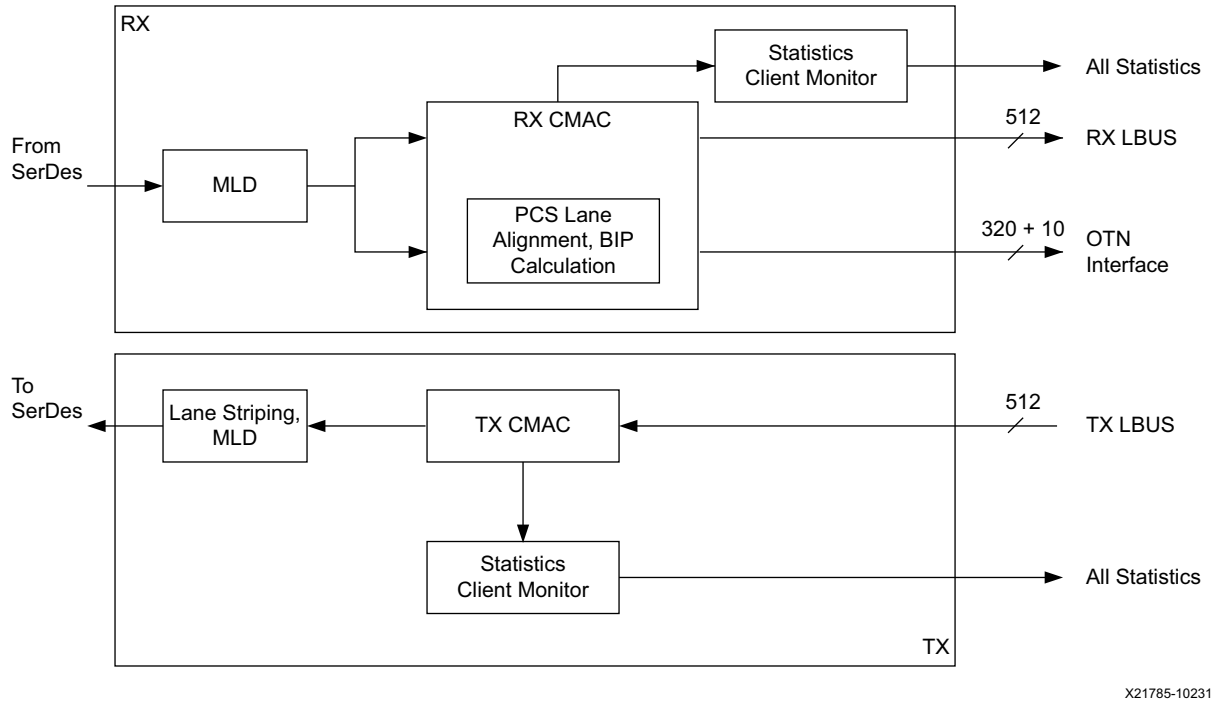 RX
Statistics
Client Monitor
All Statistics
RX CMAC
512
RX LBUS
From
SerDes
MLD
PCS Lane
Alignment, BIP
Calculation
320 + 10
OTN
Interface
To
SerDes
Lane Striping,
MLD
TX CMAC
512
TX LBUS
Statistics
Client Monitor
All Statistics
TX
X21785-10231